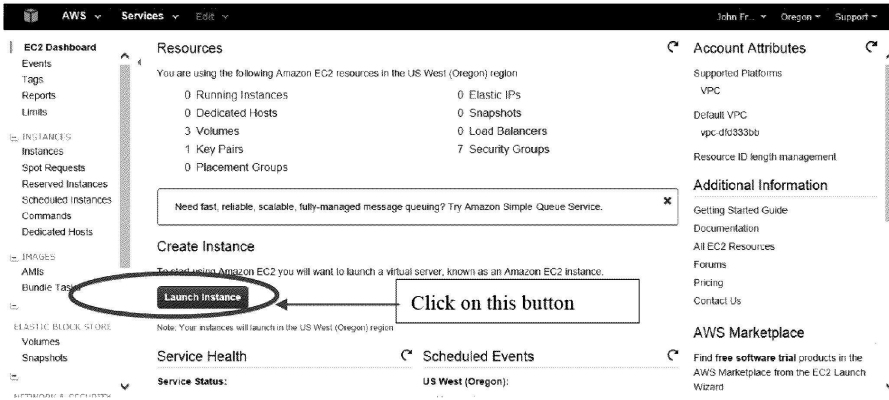 AWS Services Edit John Fr... Oregon Support
EC2 Dashboard
Events
Tags
Reports
Limits
INSTANCES
Instances
Spot Requests
Reserved Instances
Scheduled Instances
Commands
Dedicated Hosts
IMAGES
AMIs
Bundle Tasks
ELASTIC BLOCK STORE
Volumes
Snapshots
NETWORK & SECURITY
Resources
You are using the following Amazon EC2 resources in the US West (Oregon) region
0 Running Instances 0 Elastic IPs
0 Dedicated Hosts 0 Snapshots
3 Volumes 0 Load Balancers
1 Key Pairs 7 Security Groups
0 Placement Groups
Need fast, reliable, scalable, fully-managed message queuing? Try Amazon Simple Queue Service.
Create Instance
To start using Amazon EC2 you will want to launch a virtual server, known as an Amazon EC2 instance.
Launch Instance
Click on this button
Note: Your instances will launch in the US West (Oregon) region
Service Health
Service Status:
Scheduled Events
US West (Oregon):
Account Attributes
Supported Platforms
VPC
Default VPC
vpc-dfd333bb
Resource ID length management
Additional Information
Getting Started Guide
Documentation
All EC2 Resources
Forums
Pricing
Contact Us
AWS Marketplace
Find free software trial products in the
AWS Marketplace from the EC2 Launch
Wizard